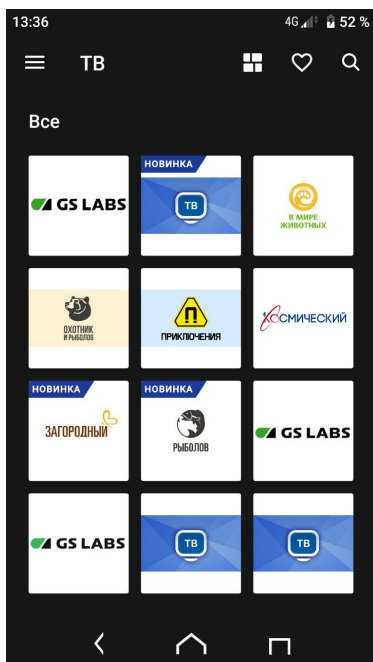 13:36 4G 52 %
ТВ
Все
GS LABS
НОВИНКА
ТВ
В МИРЕ
ЖИВОТНЫХ
ОХОТНИК
И РЫБОЛОВ
П
ПРИКЛЮЧЕНИЯ
КОСМИЧЕСКИЙ
НОВИНКА
ЗАГОРОДНЫЙ
НОВИНКА
РЫБОЛОВ
GS LABS
GS LABS
ТВ
ТВ